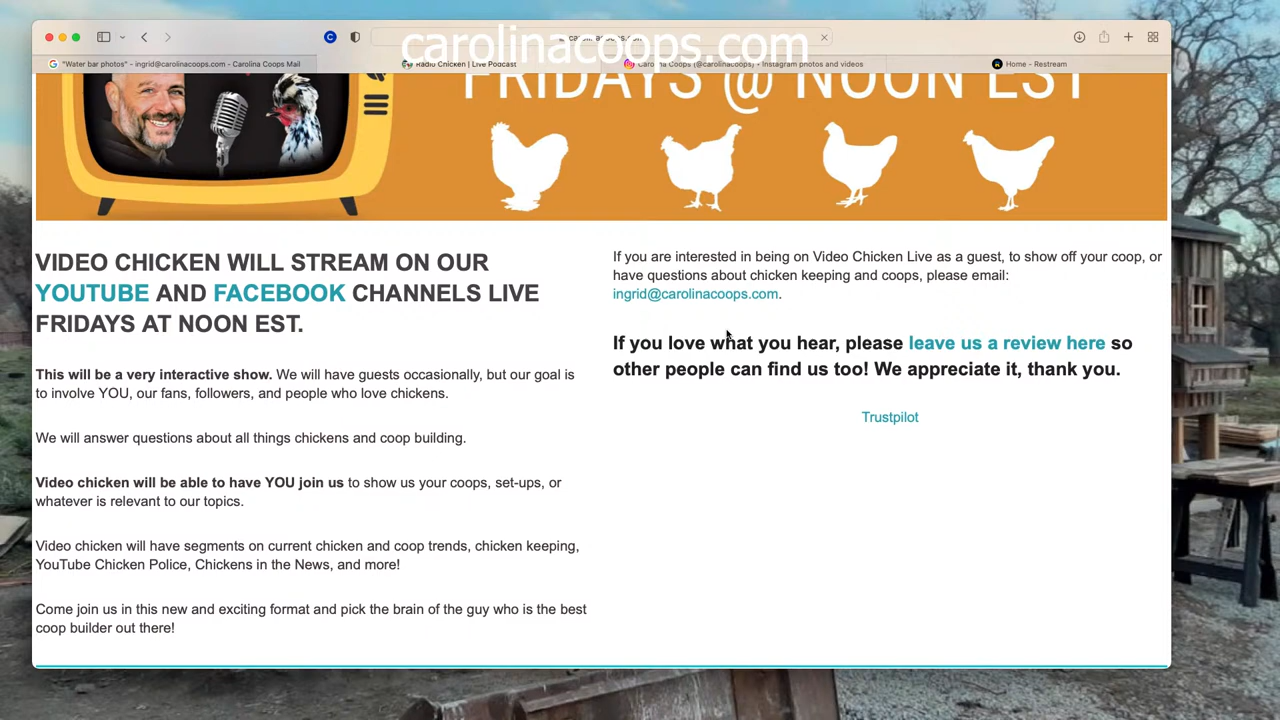 carolinacoops.com
"Water bar photos" - ingrid@carolinacoops.com - Carolina Coops Mail
Radio Chicken | Live Podcast
Carolina Coops (@carolinacoops) • Instagram photos and videos
Home - Restream
FRIDAYS @ NOON EST
VIDEO CHICKEN WILL STREAM ON OUR
YOUTUBE AND FACEBOOK CHANNELS LIVE
FRIDAYS AT NOON EST.
This will be a very interactive show. We will have guests occasionally, but our goal is
to involve YOU, our fans, followers, and people who love chickens.
We will answer questions about all things chickens and coop building.
Video chicken will be able to have YOU join us to show us your coops, set-ups, or
whatever is relevant to our topics.
Video chicken will have segments on current chicken and coop trends, chicken keeping,
YouTube Chicken Police, Chickens in the News, and more!
Come join us in this new and exciting format and pick the brain of the guy who is the best
coop builder out there!
If you are interested in being on Video Chicken Live as a guest, to show off your coop, or
have questions about chicken keeping and coops, please email:
ingrid@carolinacoops.com.
If you love what you hear, please leave us a review here so
other people can find us too! We appreciate it, thank you.
Trustpilot